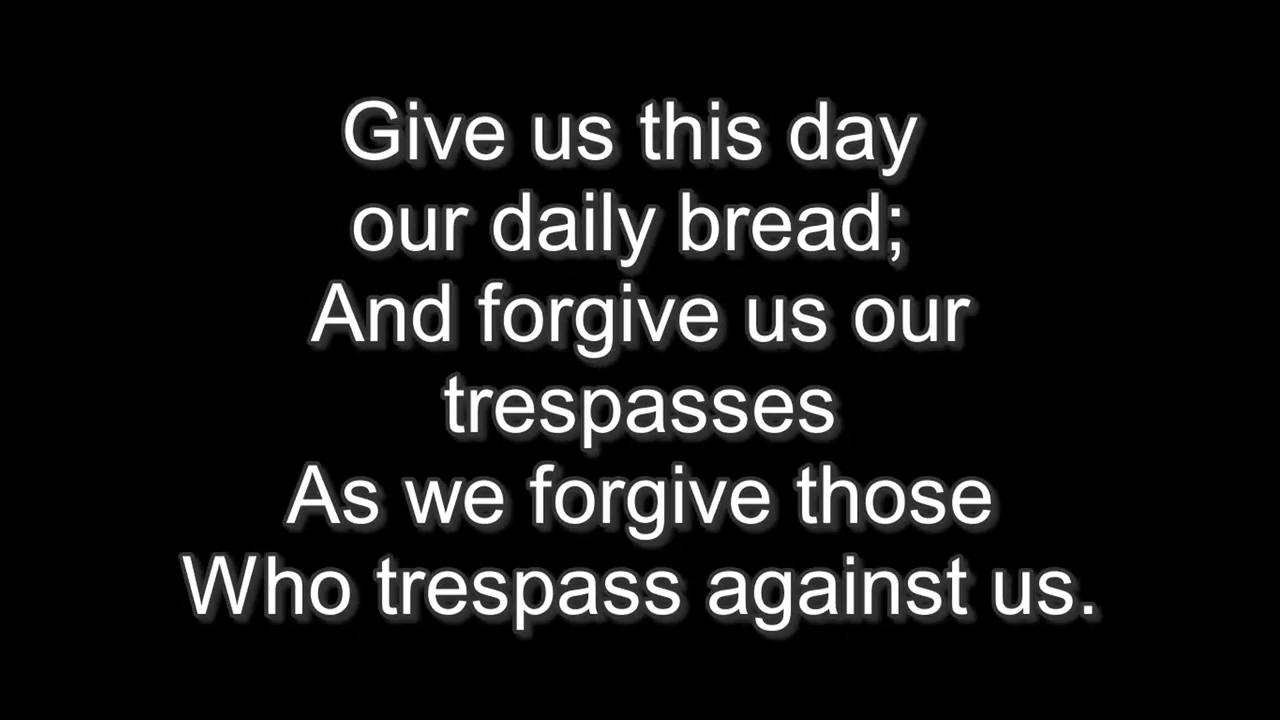 Give us this day
our daily bread;
And forgive us our
trespasses
As we forgive those
Who trespass against us.